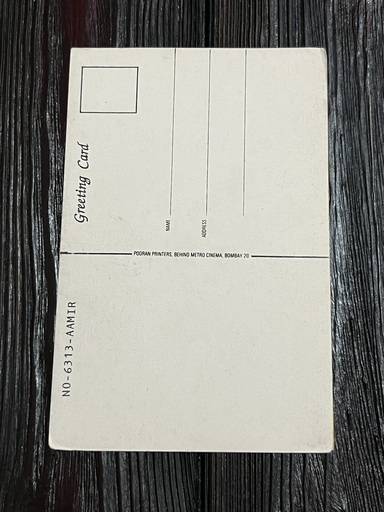 Greeting Card
NAME
ADDRESS
POORAN PRINTERS, BEHIND METRO CINEMA, BOMBAY 20
NO-6313-AAMIR